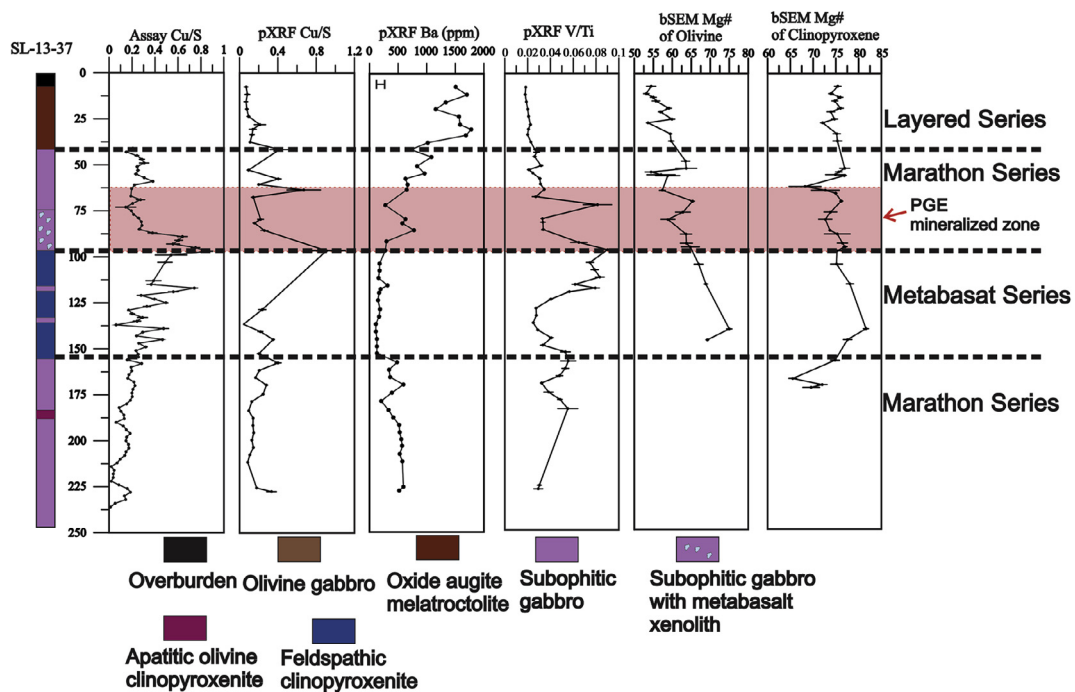 SL-13-37
Assay Cu/S
pXRF Cu/S
pXRF Ba (ppm)
pXRF V/Ti
bSEM Mg#
of Olivine
bSEM Mg#
of Clinopyroxene
0 0.2 0.4 0.6 0.8 1
0 0.4 0.8 1.2
0 500 1000 1500 2000
0.02 0.04 0.06 0.08 0.1
50 55 60 65 70 75 80
60 65 70 75 80 85
0
25
50
75
100
125
150
175
200
225
250
Layered Series
Marathon Series
PGE
mineralized zone
Metabasat Series
Marathon Series
Overburden
Olivine gabbro
Oxide augite
melatroctolite
Subophitic
gabbro
Subophitic gabbro
with metabasalt
xenolith
Apatitic olivine
clinopyroxenite
Feldspathic
clinopyroxenite